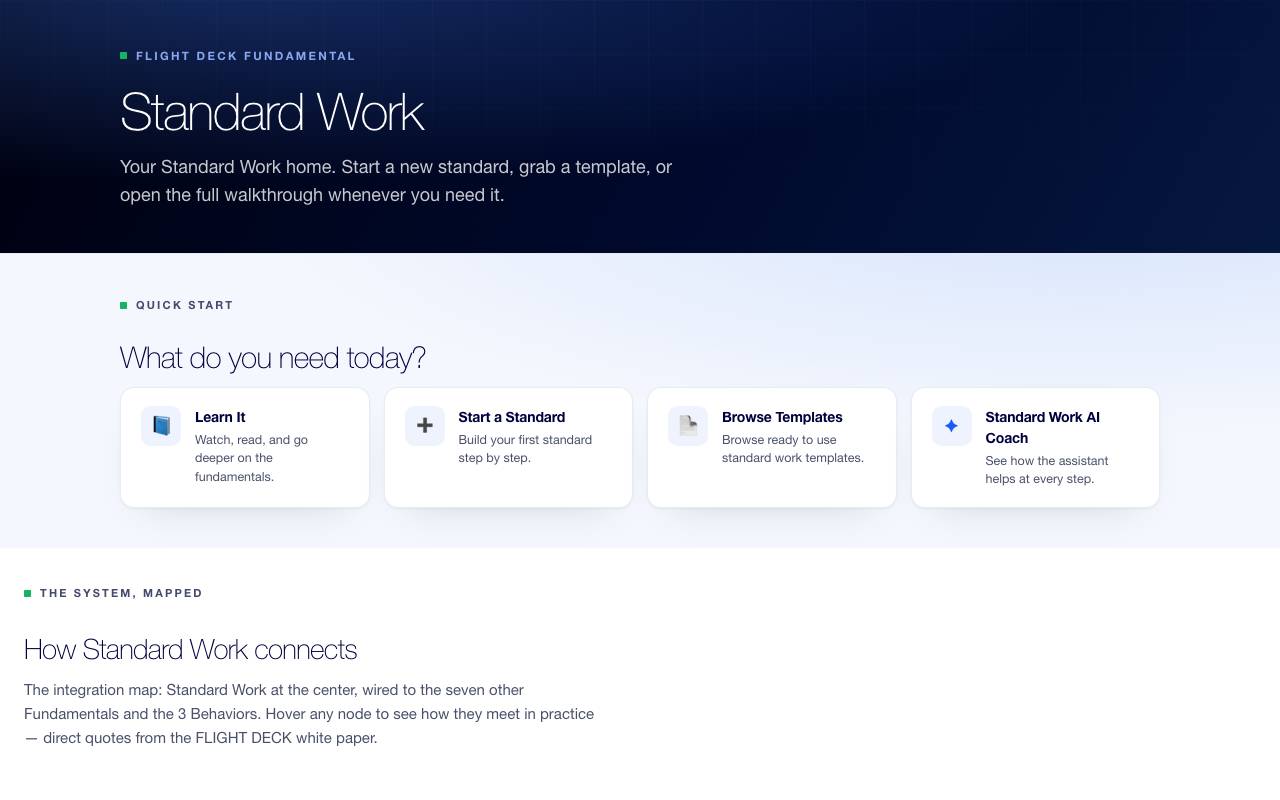 FLIGHT DECK FUNDAMENTAL
Standard Work
Your Standard Work home. Start a new standard, grab a template, or
open the full walkthrough whenever you need it.
QUICK START
What do you need today?
Learn It
Watch, read, and go
deeper on the
fundamentals.
Start a Standard
Build your first standard
step by step.
Browse Templates
Browse ready to use
standard work templates.
Standard Work AI
Coach
See how the assistant
helps at every step.
THE SYSTEM, MAPPED
How Standard Work connects
The integration map: Standard Work at the center, wired to the seven other
Fundamentals and the 3 Behaviors. Hover any node to see how they meet in practice
— direct quotes from the FLIGHT DECK white paper.